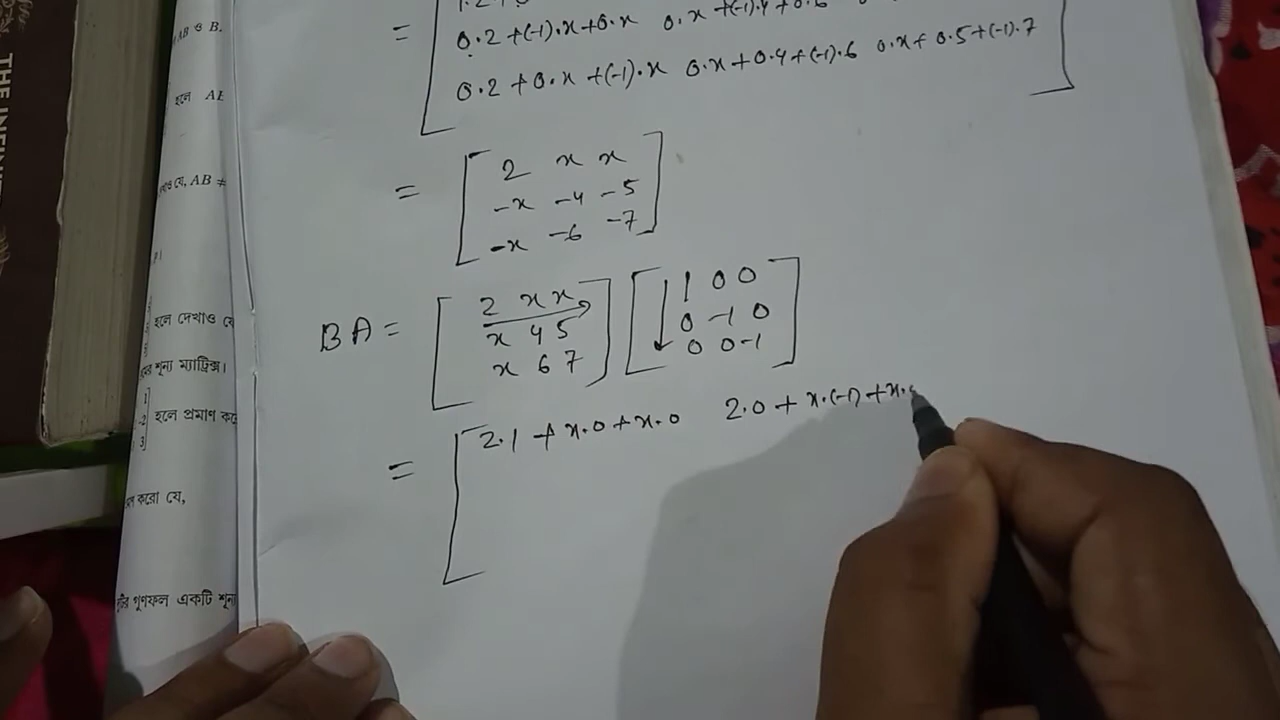 THE INFINIT
AB ও B.
হলে AB
যে, AB ≠
হলে দেখাও যে
শূন্য ম্যাট্রিক্স।
হলে প্রমাণ করো
করো যে,
গুণফল একটি শূন্য
= 0.2 +(-1).x+0.x 0.x +(-1).4+0.6
0.2 + 0.x +(-1).x 0.x+0.4+(-1).6 0.x+0.5+(-1).7
2 x x
= -x -4 -5
-x -6 -7
2 x x 1 0 0
BA = x 4 5 0 -1 0
x 6 7 0 0 -1
= 2.1 + x.0 + x.0 2.0 + x.(-1) + x.